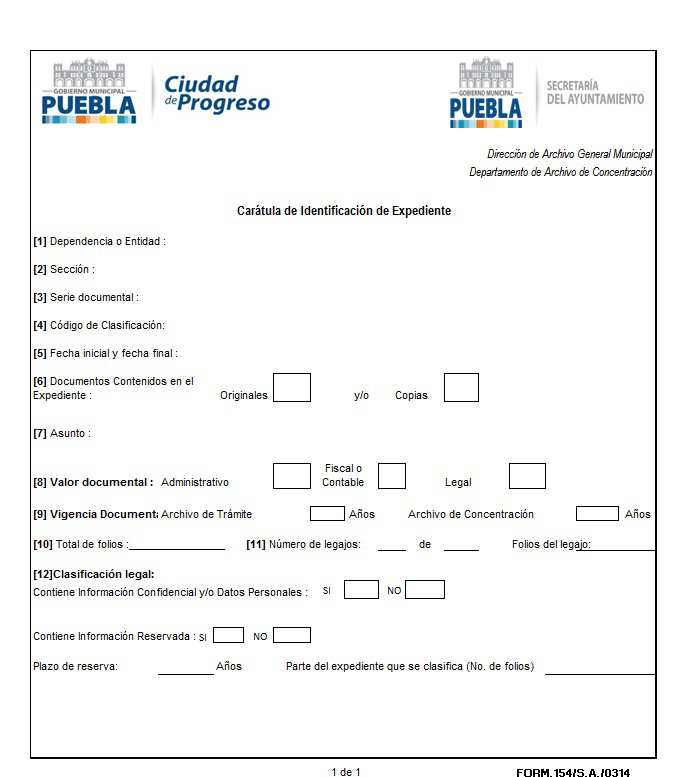 GOBIERNO MUNICIPAL
PUEBLA
Ciudad
de Progreso
GOBIERNO MUNICIPAL
PUEBLA
SECRETARÍA
DEL AYUNTAMIENTO
Dirección de Archivo General Municipal
Departamento de Archivo de Concentración
Carátula de Identificación de Expediente
[1] Dependencia o Entidad :
[2] Sección :
[3] Serie documental :
[4] Código de Clasificación:
[5] Fecha inicial y fecha final :
[6] Documentos Contenidos en el
Expediente : Originales y/o Copias
[7] Asunto :
[8] Valor documental : Administrativo Fiscal o Contable Legal
[9] Vigencia Documenta Archivo de Trámite Años Archivo de Concentración Años
[10] Total de folios : [11] Número de legajos: de Folios del legajo:
[12]Clasificación legal:
Contiene Información Confidencial y/o Datos Personales : SI NO
Contiene Información Reservada : SI NO
Plazo de reserva: Años Parte del expediente que se clasifica (No. de folios)
1 de 1 FORM.154/S.A./0314